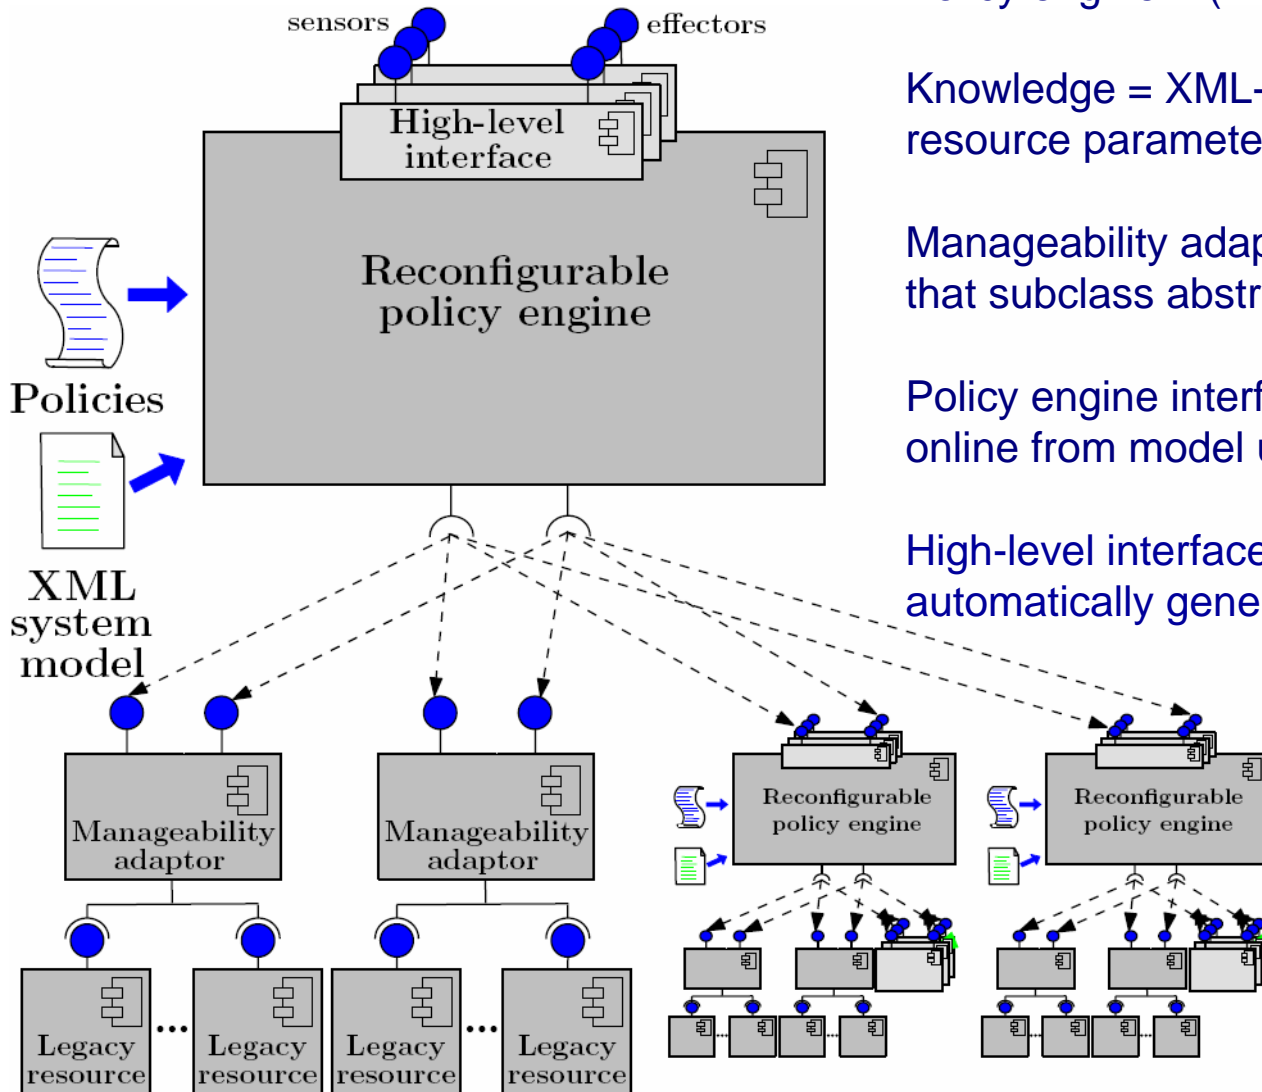 sensors
effectors
High-level
interface
Reconfigurable
policy engine
Policies
XML
system
model
Knowledge = XML-
resource paramete
Manageability adap
that subclass abstr
Policy engine interf
online from model u
High-level interface
automatically gene
Manageability
adaptor
Manageability
adaptor
Reconfigurable
policy engine
Reconfigurable
policy engine
Legacy
resource
...
Legacy
resource
Legacy
resource
...
Legacy
resource